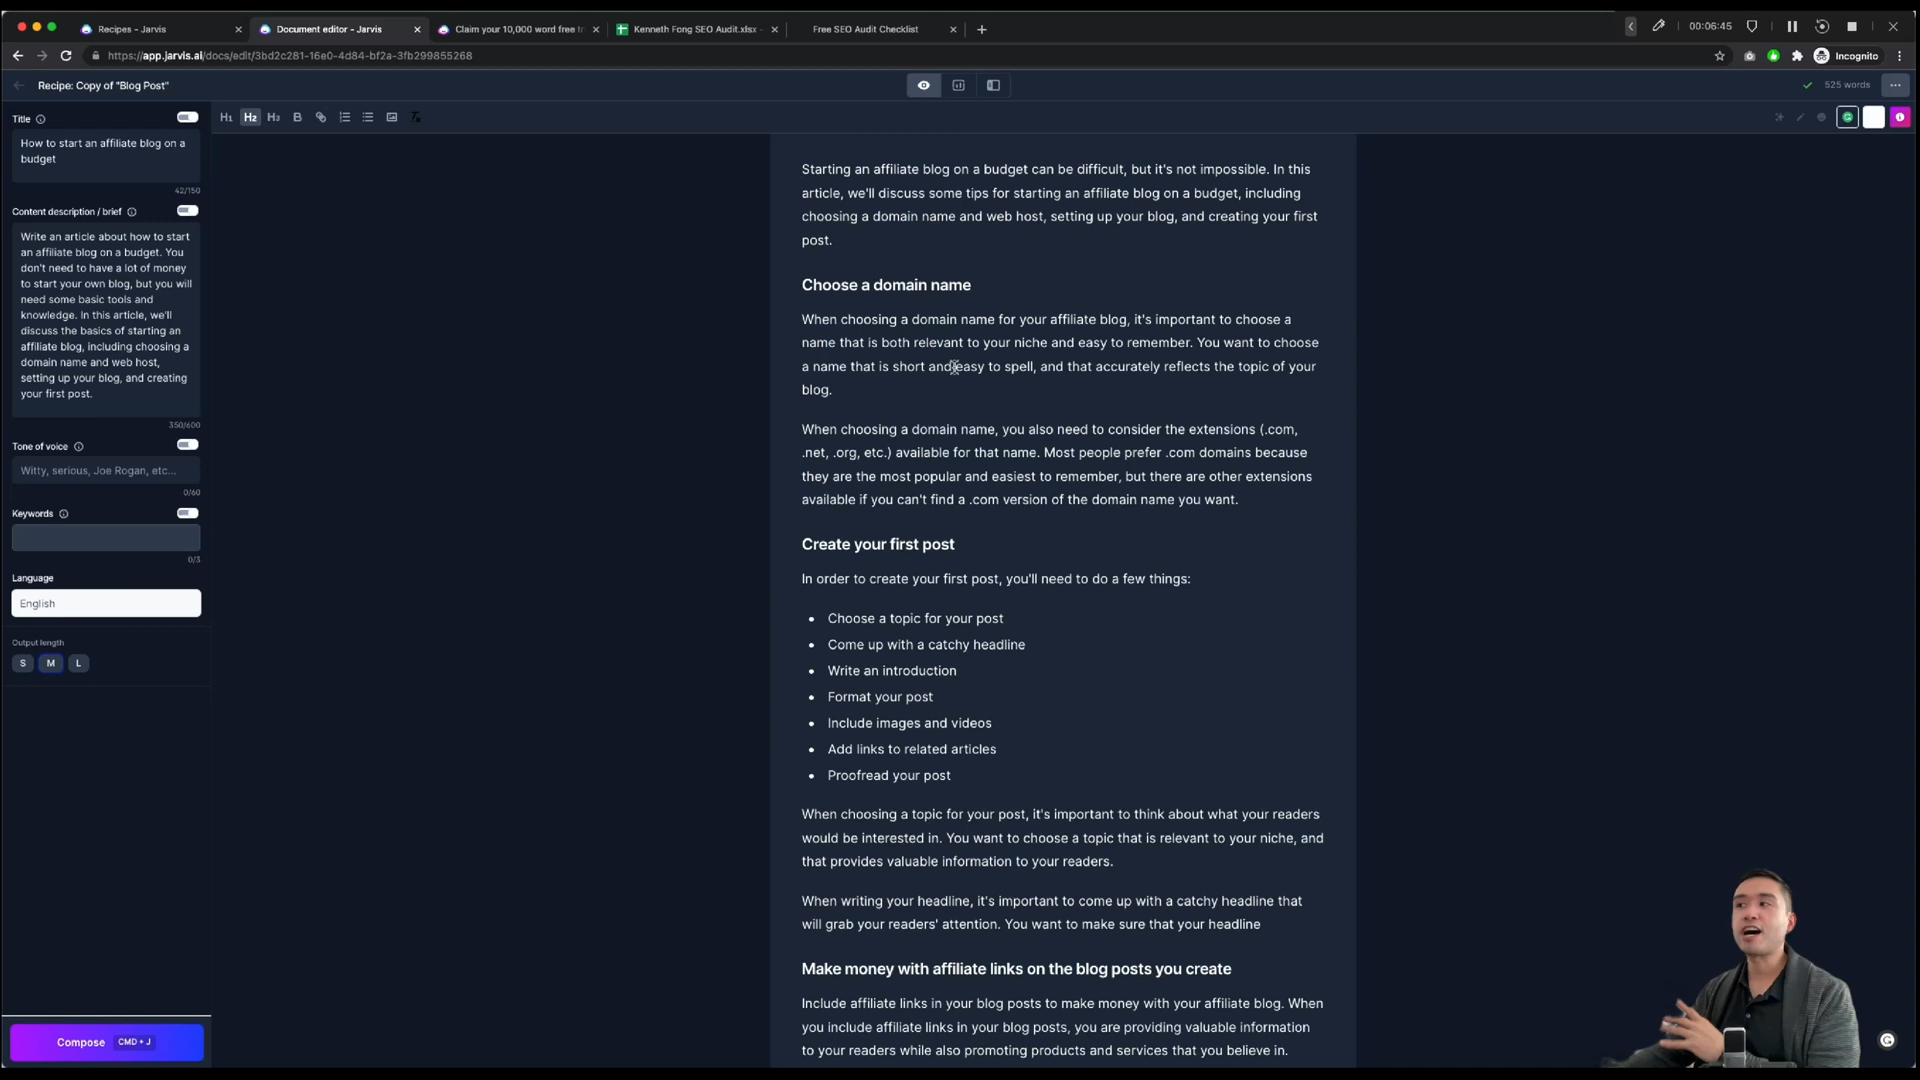 Recipes - Jarvis
Document editor - Jarvis
Claim your 10,000 word free tr
Kenneth Fong SEO Audit.xlsx -
Free SEO Audit Checklist
00:06:45
https://app.jarvis.ai/docs/edit/3bd2c281-16e0-4d84-bf2a-3fb299855268
Incognito
Recipe: Copy of "Blog Post"
525 words
Title
How to start an affiliate blog on a
budget
42/150
Content description / brief
Write an article about how to start
an affiliate blog on a budget. You
don't need to have a lot of money
to start your own blog, but you will
need some basic tools and
knowledge. In this article, we'll
discuss the basics of starting an
affiliate blog, including choosing a
domain name and web host,
setting up your blog, and creating
your first post.
350/600
Tone of voice
Witty, serious, Joe Rogan, etc...
0/60
Keywords
0/3
Language
English
Output length
S M L
Compose CMD + J
H1 H2 H3 B
Starting an affiliate blog on a budget can be difficult, but it's not impossible. In this
article, we'll discuss some tips for starting an affiliate blog on a budget, including
choosing a domain name and web host, setting up your blog, and creating your first
post.
Choose a domain name
When choosing a domain name for your affiliate blog, it's important to choose a
name that is both relevant to your niche and easy to remember. You want to choose
a name that is short and easy to spell, and that accurately reflects the topic of your
blog.
When choosing a domain name, you also need to consider the extensions (.com,
.net, .org, etc.) available for that name. Most people prefer .com domains because
they are the most popular and easiest to remember, but there are other extensions
available if you can't find a .com version of the domain name you want.
Create your first post
In order to create your first post, you'll need to do a few things:
• Choose a topic for your post
• Come up with a catchy headline
• Write an introduction
• Format your post
• Include images and videos
• Add links to related articles
• Proofread your post
When choosing a topic for your post, it's important to think about what your readers
would be interested in. You want to choose a topic that is relevant to your niche, and
that provides valuable information to your readers.
When writing your headline, it's important to come up with a catchy headline that
will grab your readers' attention. You want to make sure that your headline
Make money with affiliate links on the blog posts you create
Include affiliate links in your blog posts to make money with your affiliate blog. When
you include affiliate links in your blog posts, you are providing valuable information
to your readers while also promoting products and services that you believe in.